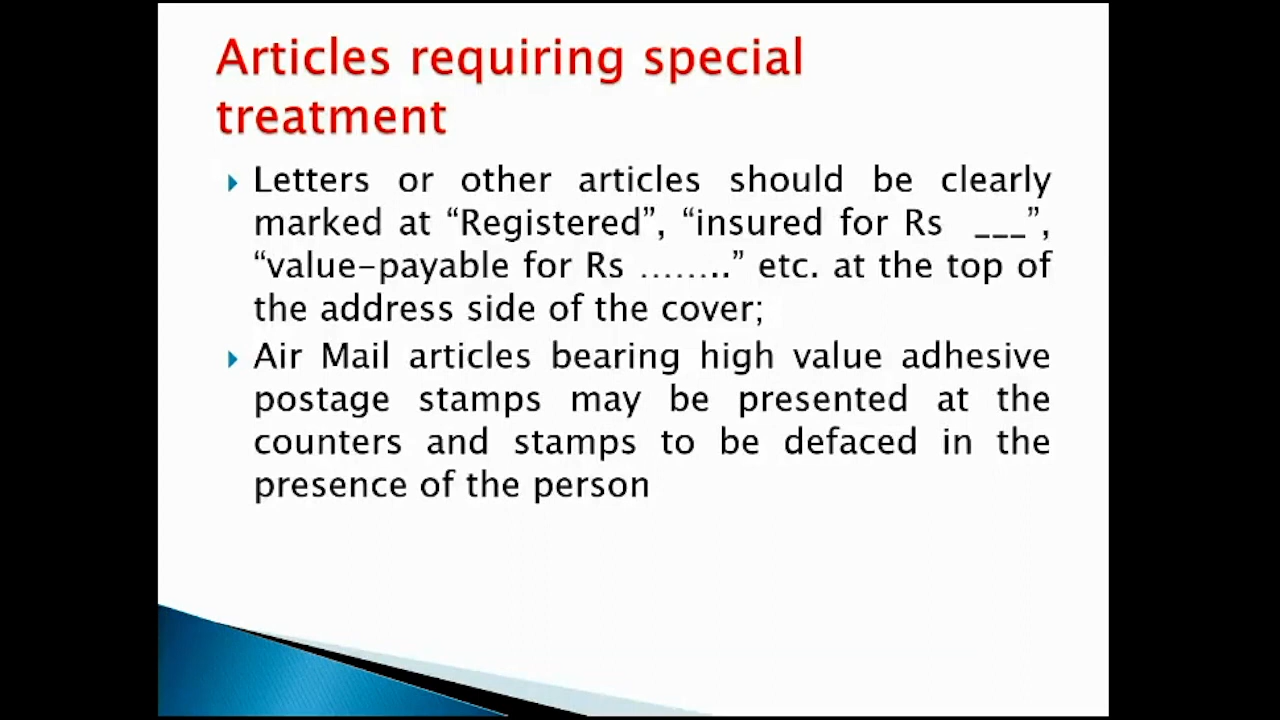 Articles requiring special
treatment
Letters or other articles should be clearly
marked at “Registered”, “insured for Rs ___”,
“value-payable for Rs ……..” etc. at the top of
the address side of the cover;
Air Mail articles bearing high value adhesive
postage stamps may be presented at the
counters and stamps to be defaced in the
presence of the person